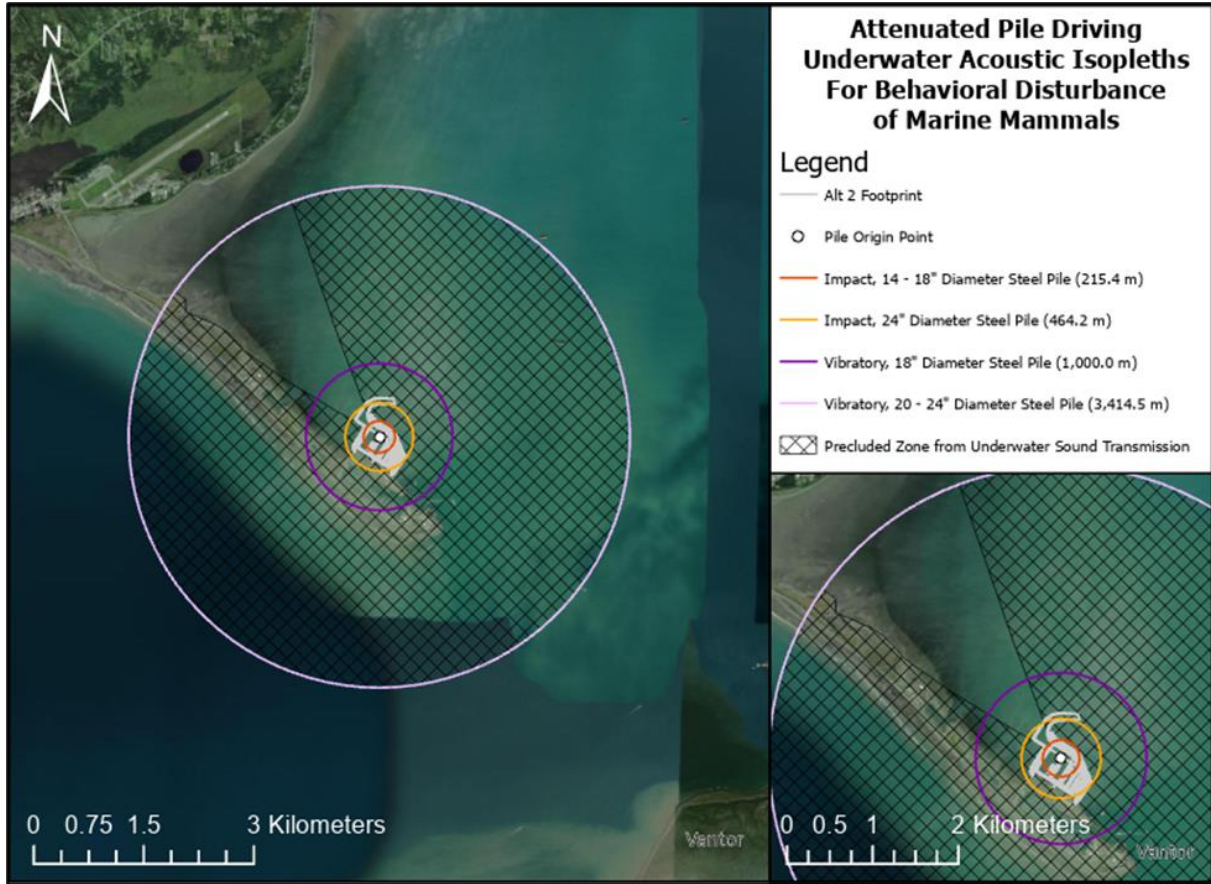 N
0 0.75 1.5 3 Kilometers
Vantor
Attenuated Pile Driving
Underwater Acoustic Isopleths
For Behavioral Disturbance
of Marine Mammals
Legend
Alt 2 Footprint
Pile Origin Point
Impact, 14 - 18" Diameter Steel Pile (215.4 m)
Impact, 24" Diameter Steel Pile (464.2 m)
Vibratory, 18" Diameter Steel Pile (1,000.0 m)
Vibratory, 20 - 24" Diameter Steel Pile (3,414.5 m)
Precluded Zone from Underwater Sound Transmission
0 0.5 1 2 Kilometers
Vantor